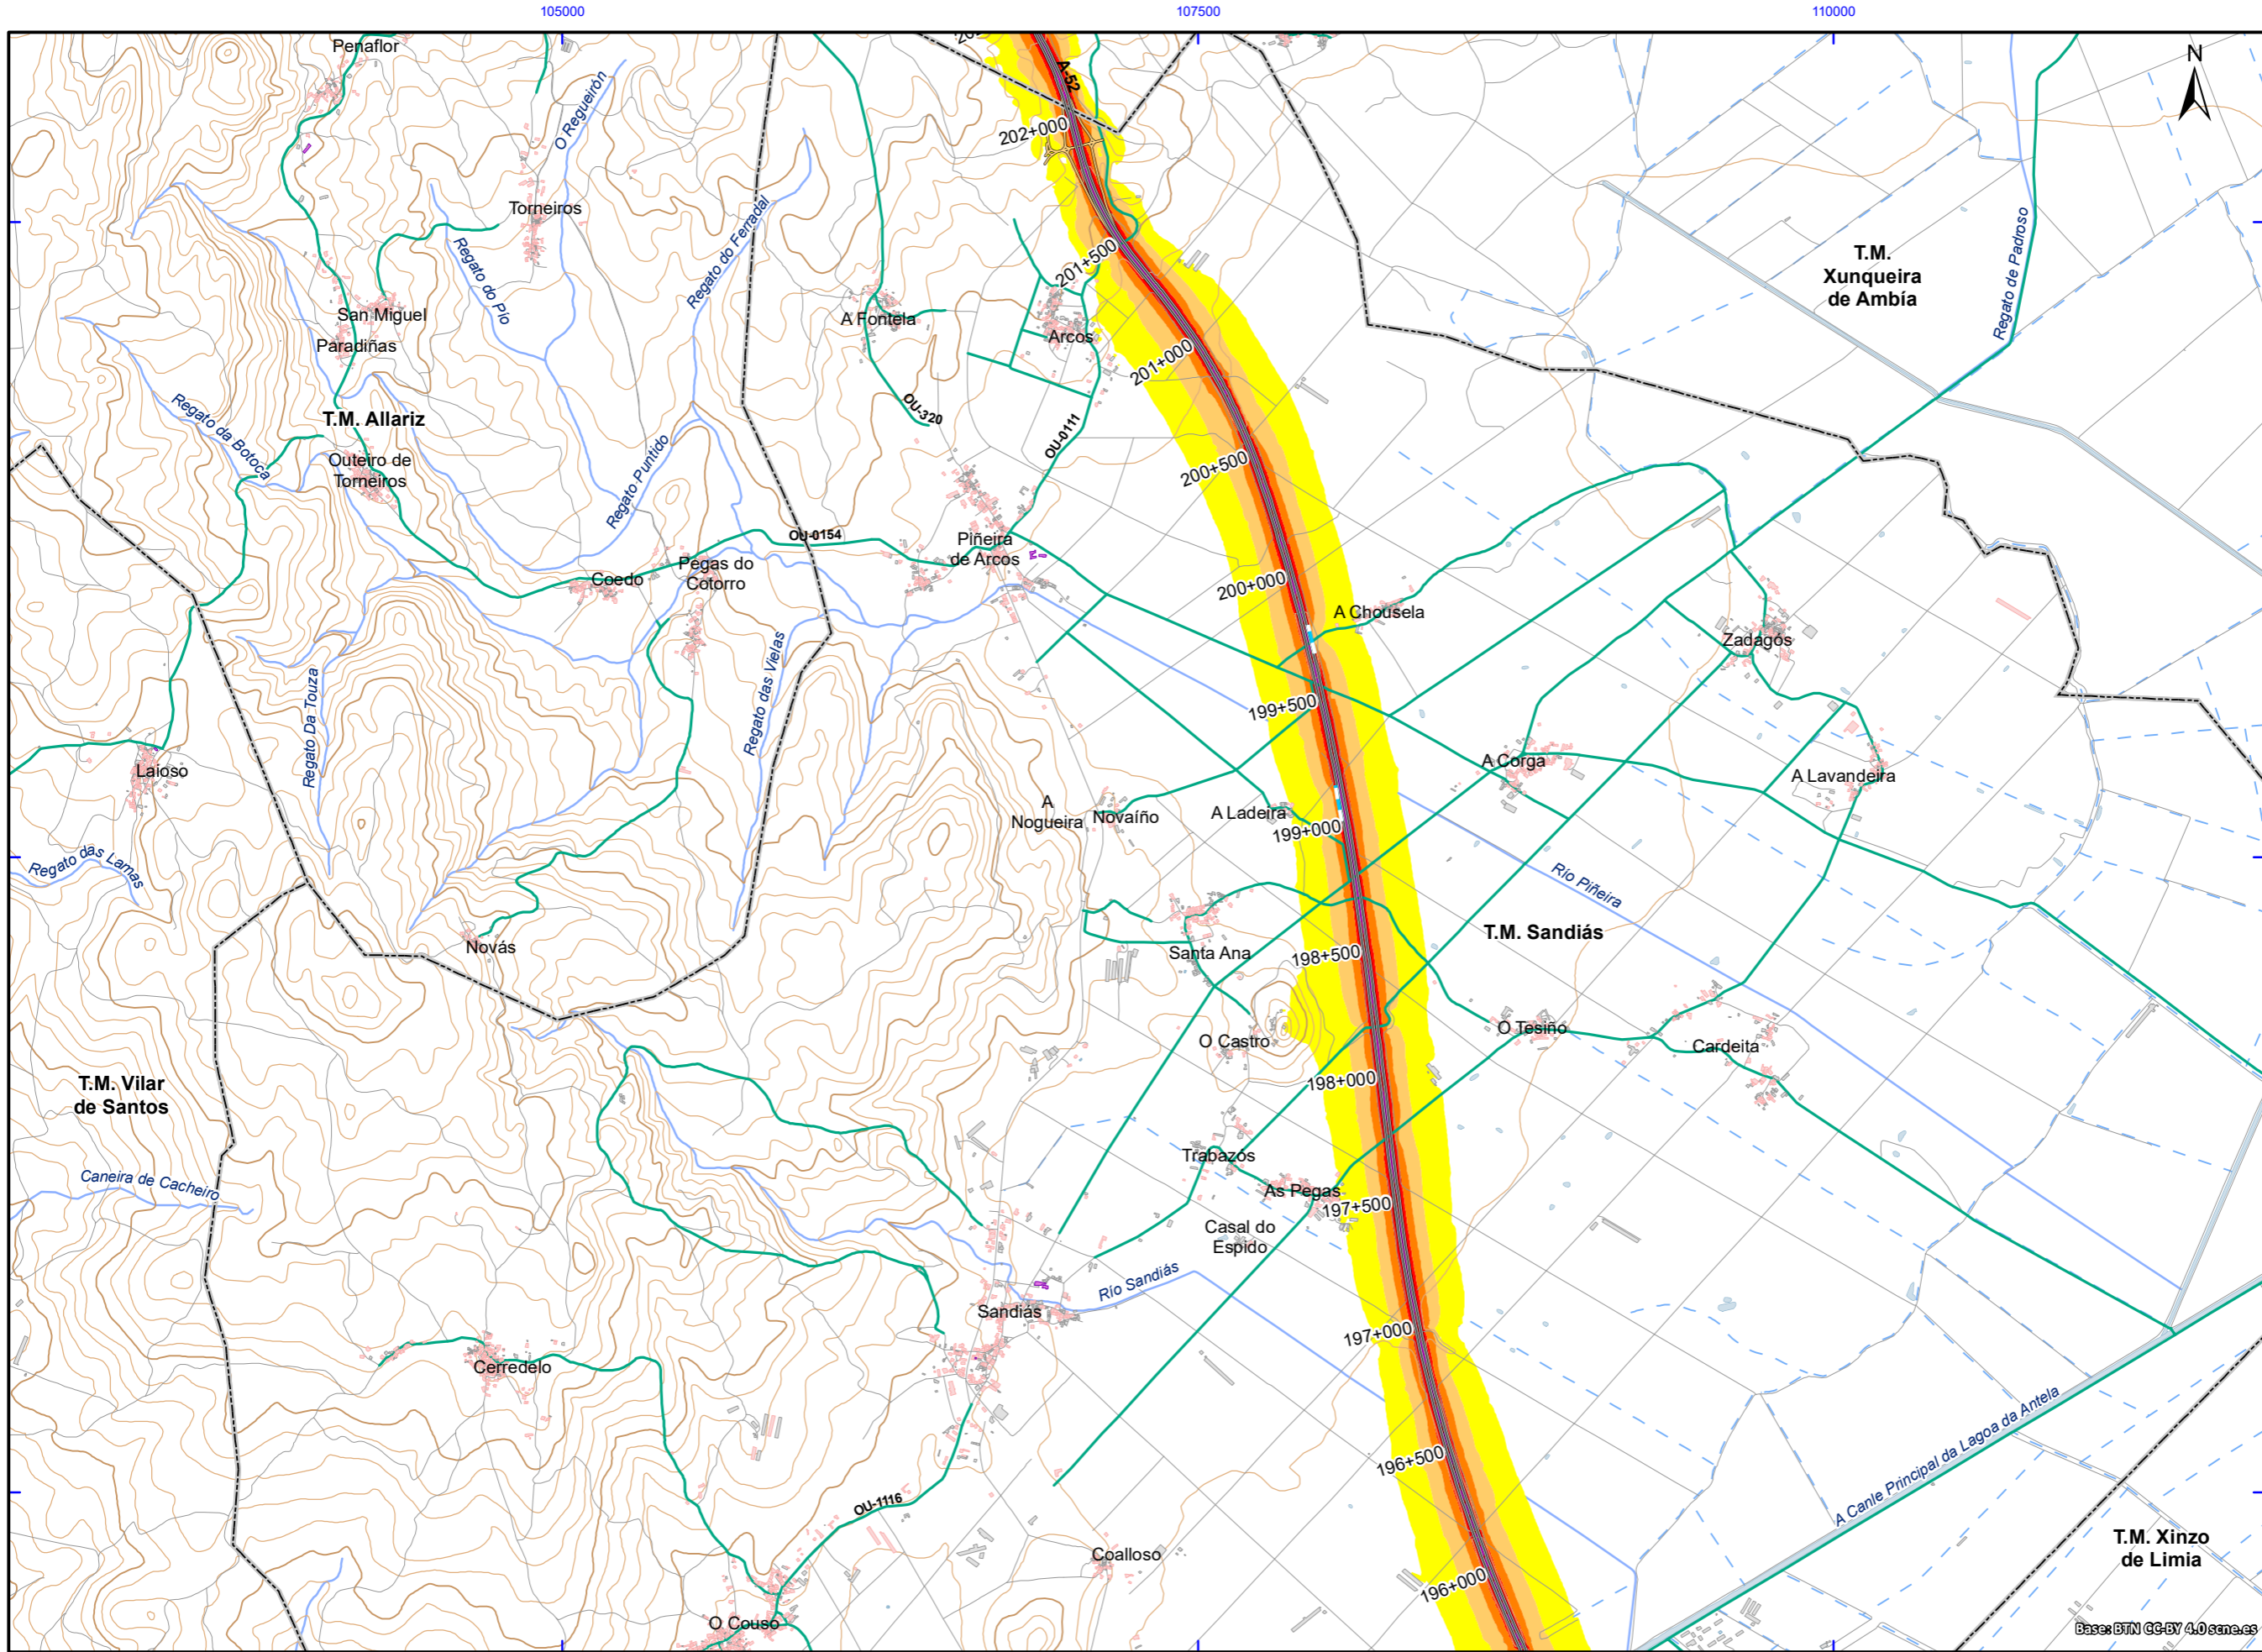 105000
107500
110000
Penaflor
A-52
N
202+000
O Regueirón
Torneiros
Regato do Ferradal
Regato do Pío
201+500
T.M.
Xunqueira
de Ambía
Regato de Padroso
San Miguel
A Fontela
Arcos
Paradiñas
201+000
Regato da Botoca
T.M. Allariz
OU-320
OU-0111
Outeiro de
Torneiros
200+500
Regato Puntido
OU-0154
Piñeira
de Arcos
Coedo
Pegas do
Cotorro
200+000
A Chousela
Zadagós
Regato Da Touza
Regato das Vielas
199+500
Laioso
A Corga
A Lavandeira
A
Nogueira
Novaíño
A Ladeira
199+000
Regato das Lamas
Río Piñeira
T.M. Sandiás
Novás
Santa Ana
198+500
O Castro
O Tesiño
Cardeita
T.M. Vilar
de Santos
198+000
Trabazós
Caneira de Cacheiro
As Pegas
197+500
Casal do
Espido
Río Sandiás
Sandiás
197+000
Cerredelo
A Canle Principal da Lagoa da Antela
196+500
OU-1116
Coalloso
T.M. Xinzo
de Limia
196+000
O Couso
Base: BTN CC-BY 4.0 scne.es